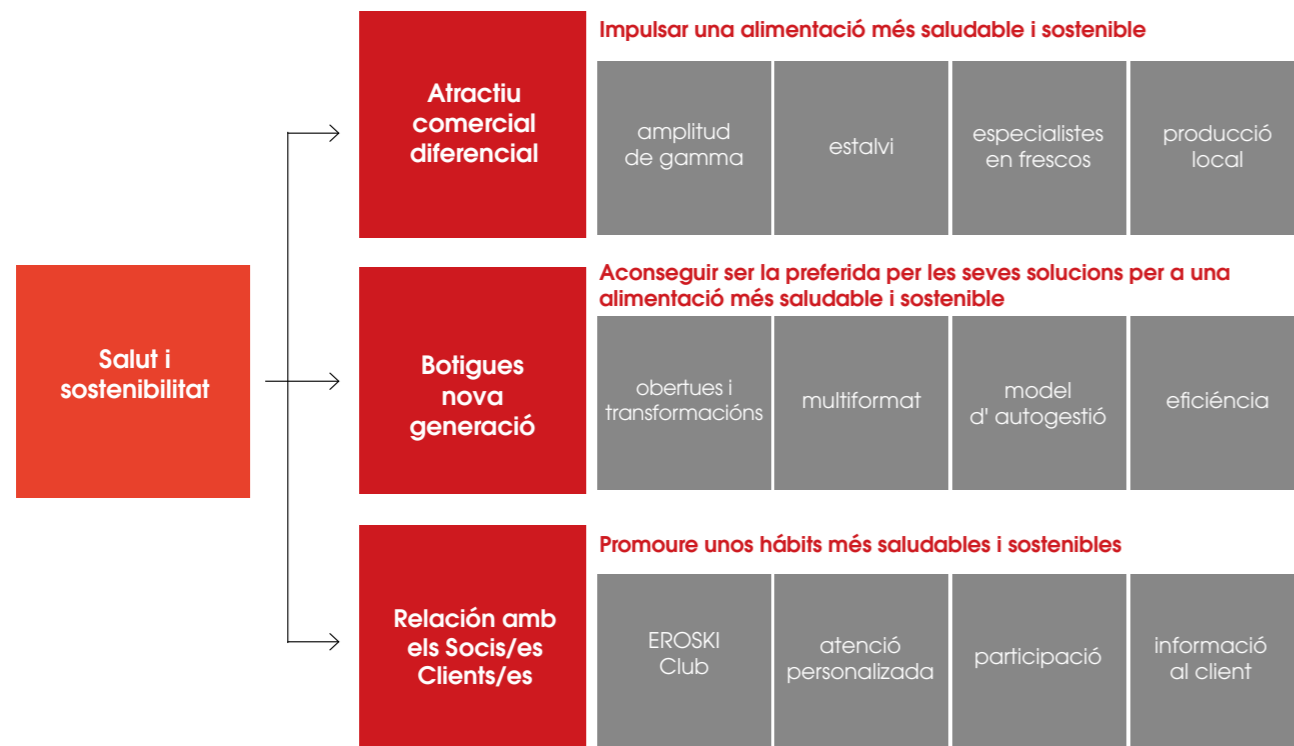 Salut i
sostenibilitat
Atractiu
comercial
diferencial
Impulsar una alimentació més saludable i sostenible
amplitud
de gamma
estalvi
especialistes
en frescos
producció
local
Botigues
nova
generació
Aconseguir ser la preferida per les seves solucions per a una
alimentació més saludable i sostenible
obertues i
transformacións
multiformat
model
d' autogestió
eficiéncia
Relación amb
els Socis/es
Clients/es
Promoure unos hábits més saludables i sostenibles
EROSKI
Club
atenció
personalizada
participació
informació
al client